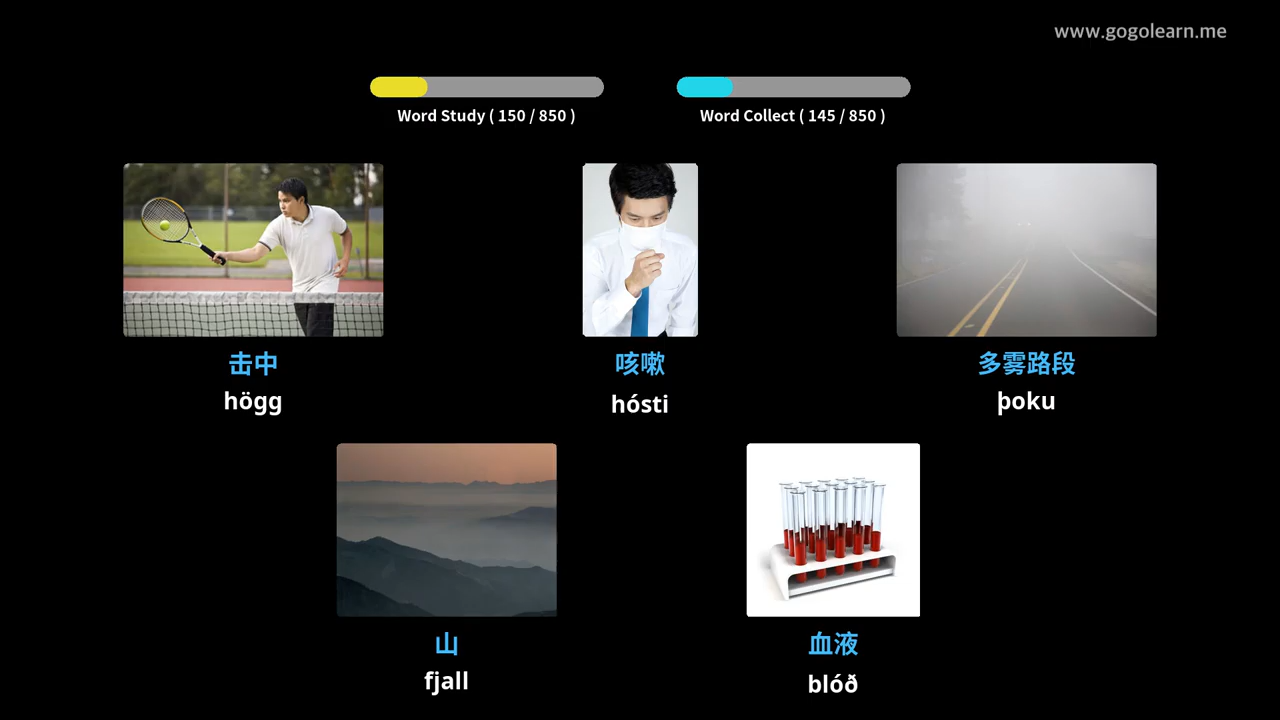 www.gogolearn.me
Word Study ( 150 / 850 )
Word Collect ( 145 / 850 )
击中
högg
咳嗽
hósti
多雾路段
þoku
山
fjall
血液
blóð